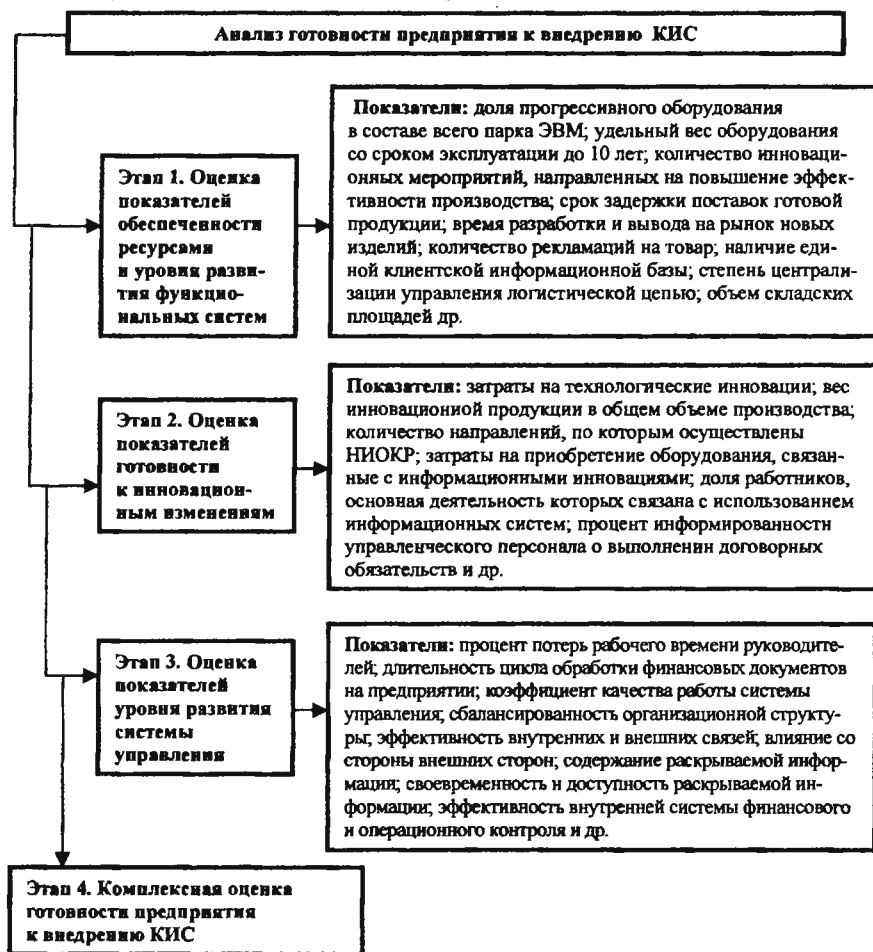 Анализ готовности предприятия к внедрению КИС
Этап 1. Оценка
показателей
обеспеченности
ресурсами
и уровня разви-
тия функцио-
нальных систем
Показатели: доля прогрессивного оборудования
в составе всего парка ЭВМ; удельный вес оборудования
со сроком эксплуатации до 10 лет; количество инноваци-
онных мероприятий, направленных на повышение эффек-
тивности производства; срок задержки поставок готовой
продукции; время разработки и вывода на рынок новых
изделий; количество рекламаций на товар; наличие еди-
ной клиентской информационной базы; степень централи-
зации управления логистической цепью; объем складских
площадей др.
Этап 2. Оценка
показателей
готовности
к инновацион-
ным изменениям
Показатели: затраты на технологические инновации; вес
инновационной продукции в общем объеме производства;
количество направлений, по которым осуществлены
НИОКР; затраты на приобретение оборудования, связан-
ные с информационными инновациями; доля работников,
основная деятельность которых связана с использованием
информационных систем; процент информированности
управленческого персонала о выполнении договорных
обязательств и др.
Этап 3. Оценка
показателей
уровня развития
системы
управления
Показатели: процент потерь рабочего времени руководите-
лей; длительность цикла обработки финансовых документов
на предприятии; коэффициент качества работы системы
управления; сбалансированность организационной структу-
ры; эффективность внутренних и внешних связей; влияние со
стороны внешних сторон; содержание раскрываемой инфор-
мации; своевременность и доступность раскрываемой ин-
формации; эффективность внутренней системы финансового
и операционного контроля и др.
Этап 4. Комплексная оценка
готовности предприятия
к внедрению КИС